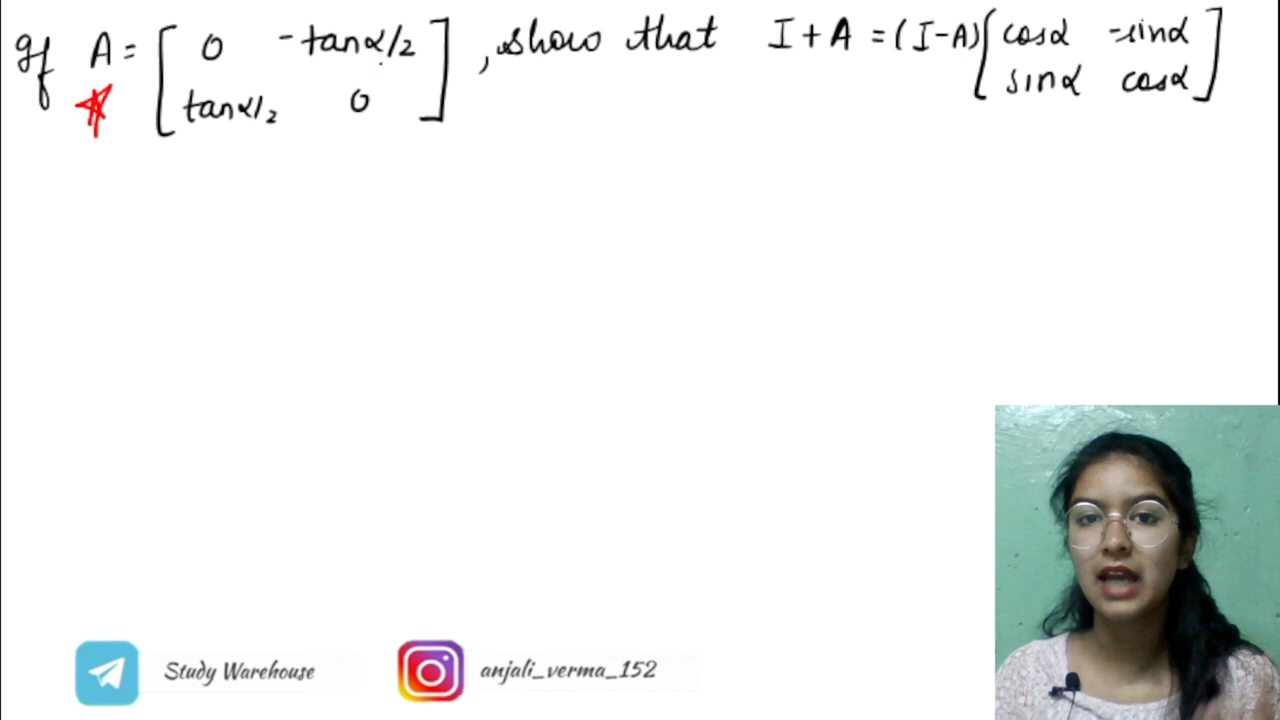 If A = [ 0 -tanα/2 ] , show that I + A = (I-A) [ cosα -sinα ]
[ tanα/2 0 ] [ sinα cosα ]
Study Warehouse
anjali_verma_152